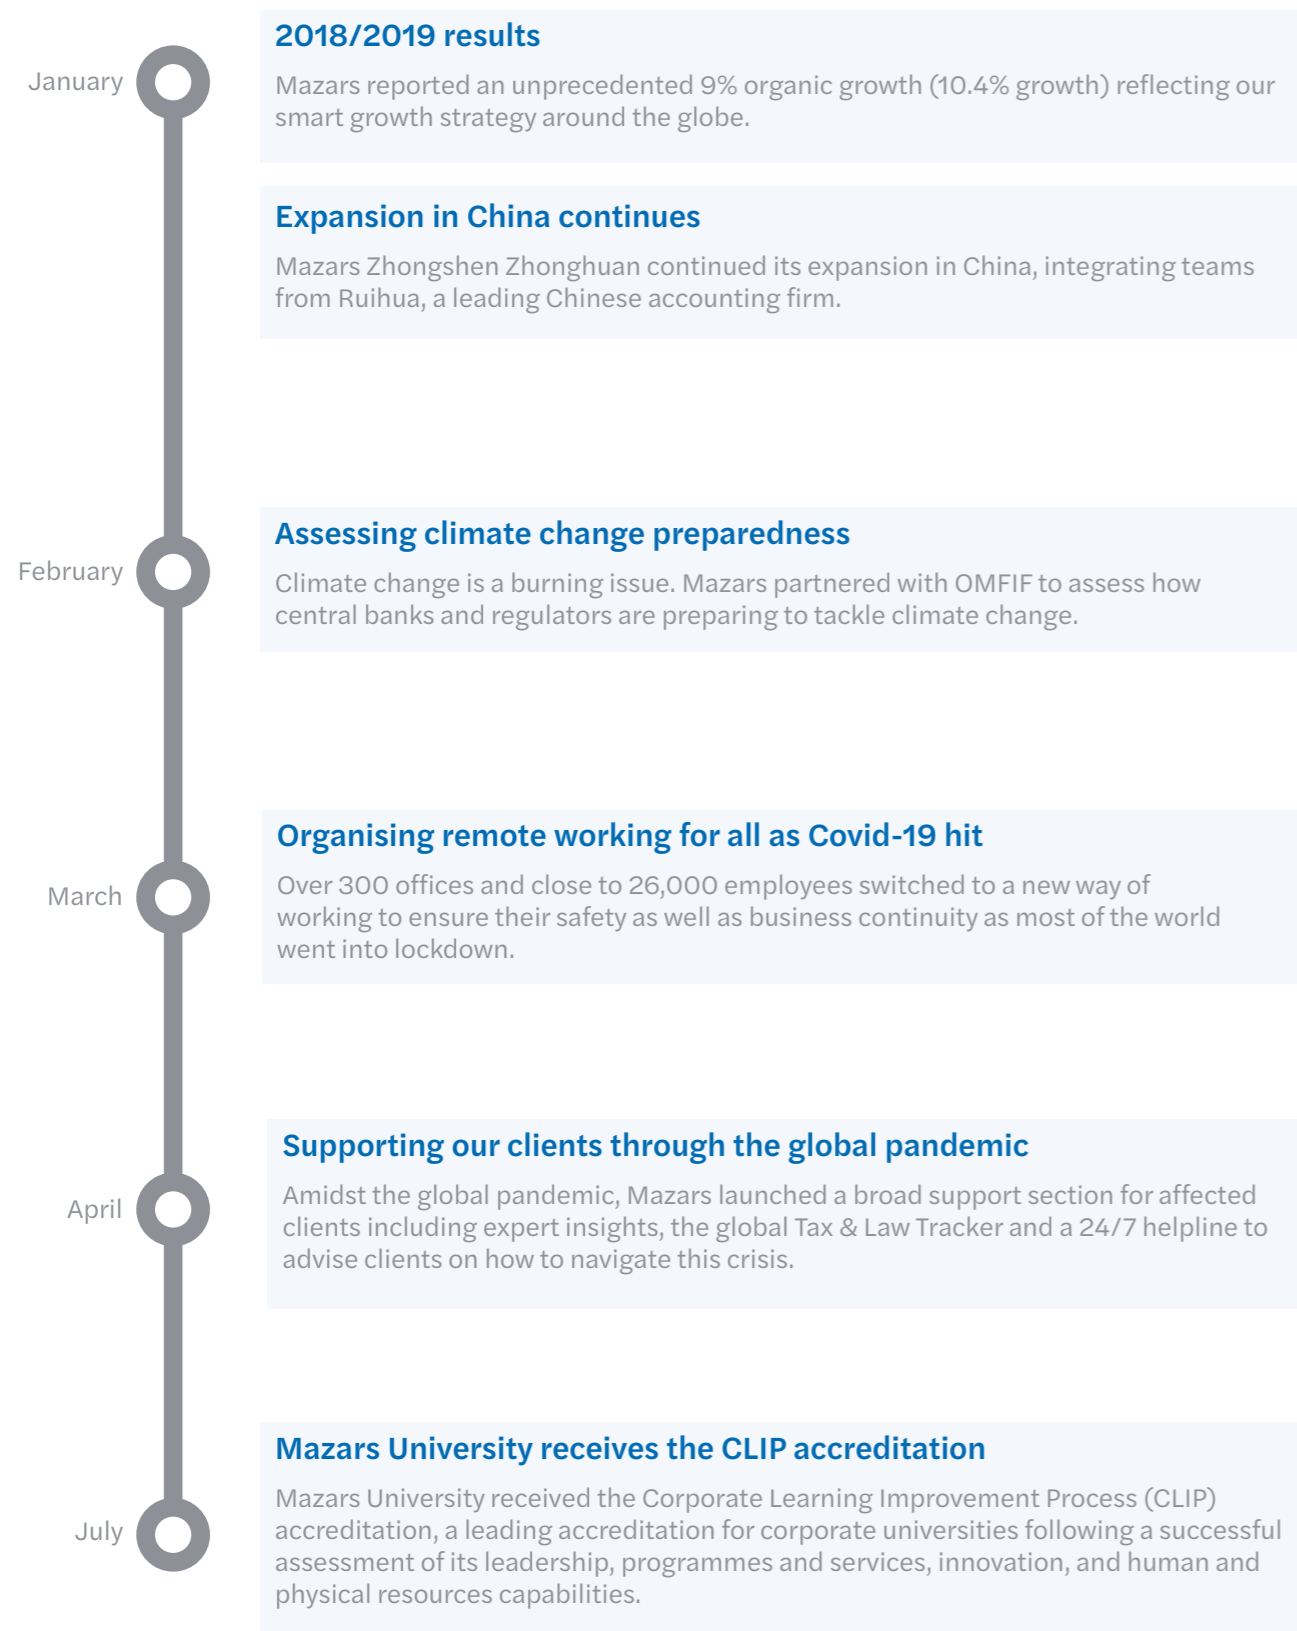 2018/2019 results
January
Mazars reported an unprecedented 9% organic growth (10.4% growth) reflecting our
smart growth strategy around the globe.
Expansion in China continues
Mazars Zhongshen Zhonghuan continued its expansion in China, integrating teams
from Ruihua, a leading Chinese accounting firm.
Assessing climate change preparedness
February
Climate change is a burning issue. Mazars partnered with OMFIF to assess how
central banks and regulators are preparing to tackle climate change.
Organising remote working for all as Covid-19 hit
March
Over 300 offices and close to 26,000 employees switched to a new way of
working to ensure their safety as well as business continuity as most of the world
went into lockdown.
Supporting our clients through the global pandemic
April
Amidst the global pandemic, Mazars launched a broad support section for affected
clients including expert insights, the global Tax & Law Tracker and a 24/7 helpline to
advise clients on how to navigate this crisis.
Mazars University receives the CLIP accreditation
July
Mazars University received the Corporate Learning Improvement Process (CLIP)
accreditation, a leading accreditation for corporate universities following a successful
assessment of its leadership, programmes and services, innovation, and human and
physical resources capabilities.